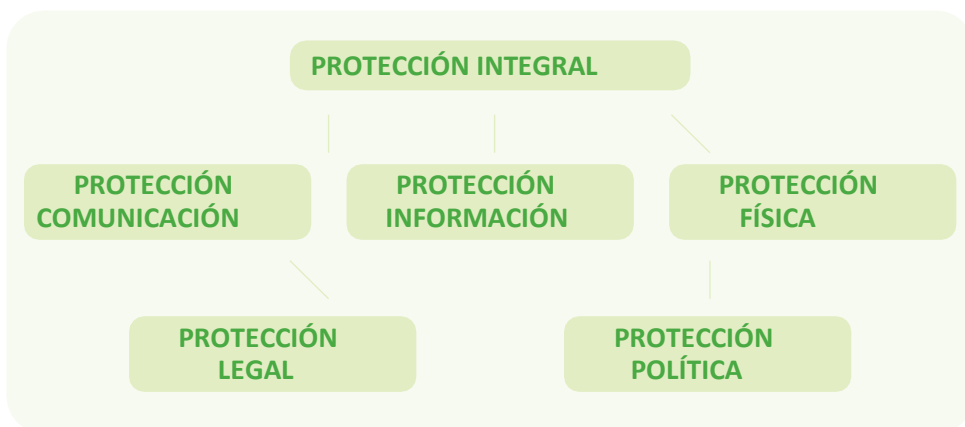 PROTECCIÓN INTEGRAL
PROTECCIÓN
COMUNICACIÓN
PROTECCIÓN
INFORMACIÓN
PROTECCIÓN
FÍSICA
PROTECCIÓN
LEGAL
PROTECCIÓN
POLÍTICA